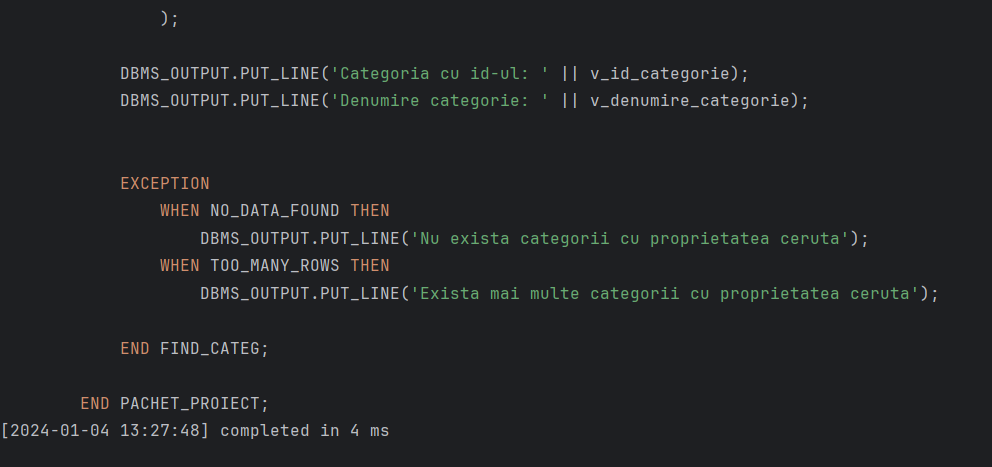 );
DBMS_OUTPUT.PUT_LINE('Categoria cu id-ul: ' || v_id_categorie);
DBMS_OUTPUT.PUT_LINE('Denumire categorie: ' || v_denumire_categorie);
EXCEPTION
WHEN NO_DATA_FOUND THEN
DBMS_OUTPUT.PUT_LINE('Nu exista categorii cu proprietatea ceruta');
WHEN TOO_MANY_ROWS THEN
DBMS_OUTPUT.PUT_LINE('Exista mai multe categorii cu proprietatea ceruta');
END FIND_CATEG;
END PACHET_PROIECT;
[2024-01-04 13:27:48] completed in 4 ms